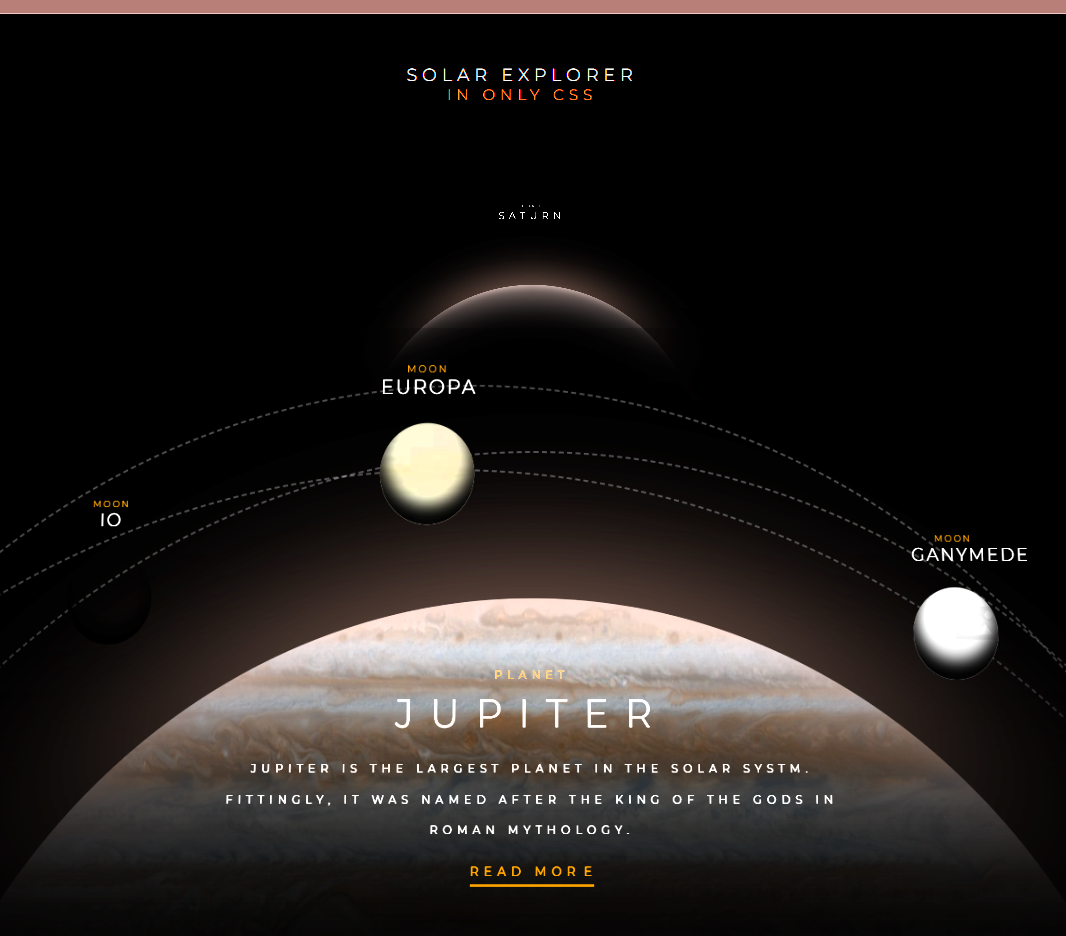 SOLAR EXPLORER
IN ONLY CSS
SATURN
MOON
EUROPA
MOON
IO
MOON
GANYMEDE
PLANET
JUPITER
JUPITER IS THE LARGEST PLANET IN THE SOLAR SYSTM.
FITTINGLY, IT WAS NAMED AFTER THE KING OF THE GODS IN
ROMAN MYTHOLOGY.
READ MORE